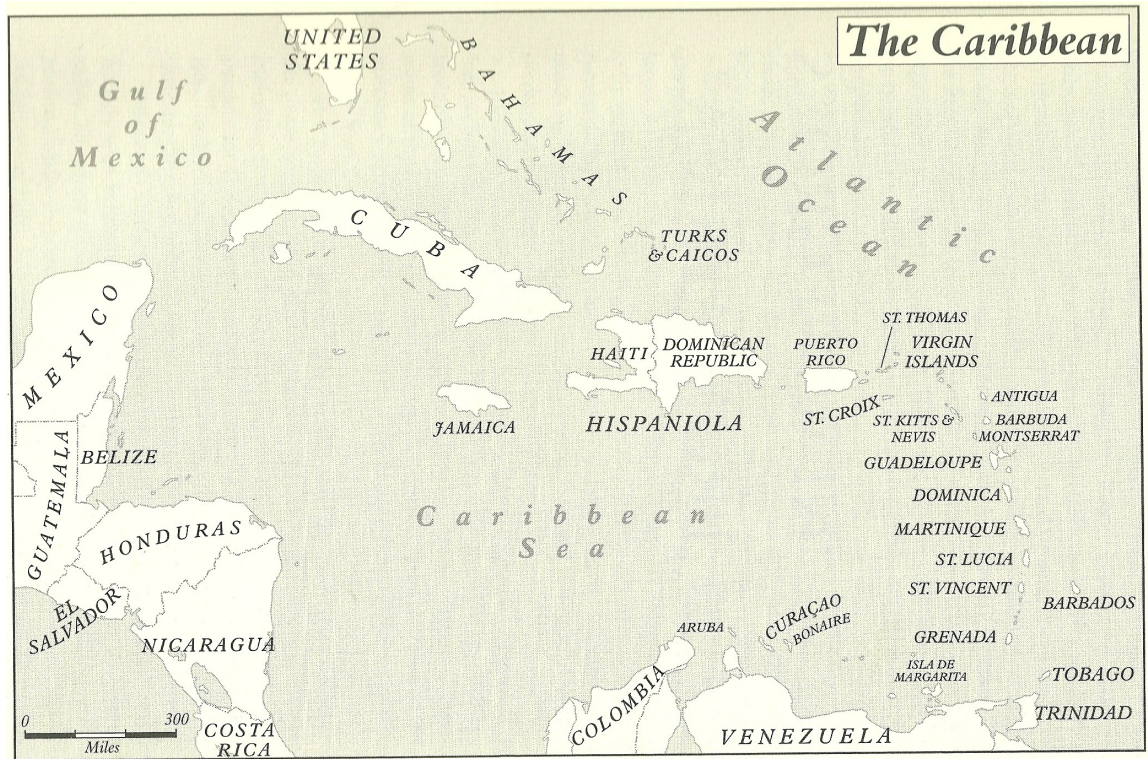 The Caribbean
UNITED
STATES
BAHAMAS
Gulf
of
Mexico
Atlantic
Ocean
CUBA
TURKS
& CAICOS
MEXICO
ST. THOMAS
HAITI
DOMINICAN
REPUBLIC
PUERTO
RICO
VIRGIN
ISLANDS
JAMAICA
HISPANIOLA
ST. CROIX
ST. KITTS &
NEVIS
ANTIGUA
BARBUDA
MONTSERRAT
GUATEMALA
BELIZE
GUADELOUPE
DOMINICA
HONDURAS
Caribbean
Sea
MARTINIQUE
ST. LUCIA
ST. VINCENT
BARBADOS
EL
SALVADOR
NICARAGUA
ARUBA
CURAÇAO
BONAIRE
GRENADA
ISLA DE
MARGARITA
TOBAGO
TRINIDAD
COLOMBIA
VENEZUELA
COSTA
RICA
0 300
Miles